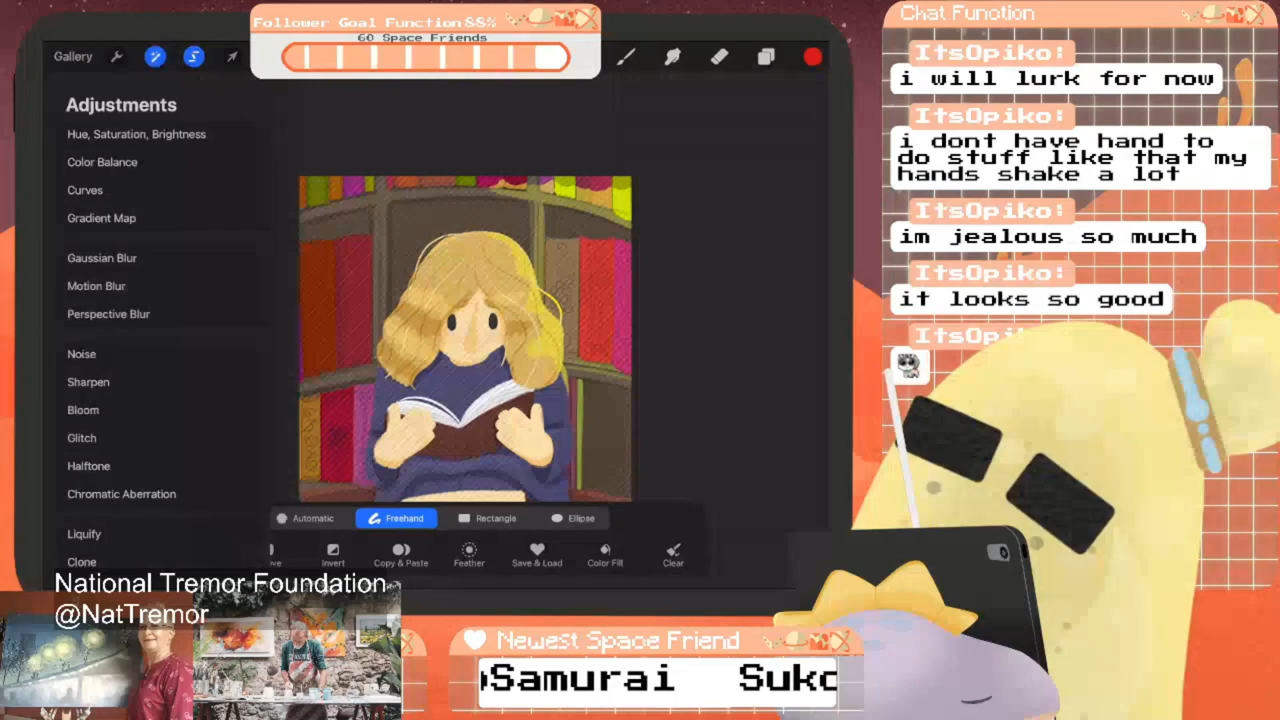 Follower Goal Function 88%
60 Space Friends
Gallery
Adjustments
Hue, Saturation, Brightness
Color Balance
Curves
Gradient Map
Gaussian Blur
Motion Blur
Perspective Blur
Noise
Sharpen
Bloom
Glitch
Halftone
Chromatic Aberration
Liquify
Clone
Automatic
Freehand
Rectangle
Ellipse
Invert
Copy & Paste
Feather
Save & Load
Color Fill
Clear
National Tremor Foundation
@NatTremor
Newest Space Friend
Samurai
Chat Function
ItsOpiko:
i will lurk for now
ItsOpiko:
i dont have hand to
do stuff like that my
hands shake a lot
ItsOpiko:
im jealous so much
ItsOpiko:
it looks so good